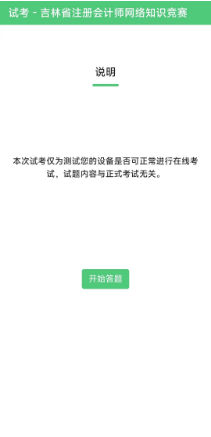 试考 - 吉林省注册会计师网络知识竞赛
说明
本次试考仅为测试您的设备是否可正常进行在线考
试，试题内容与正式考试无关。
开始答题